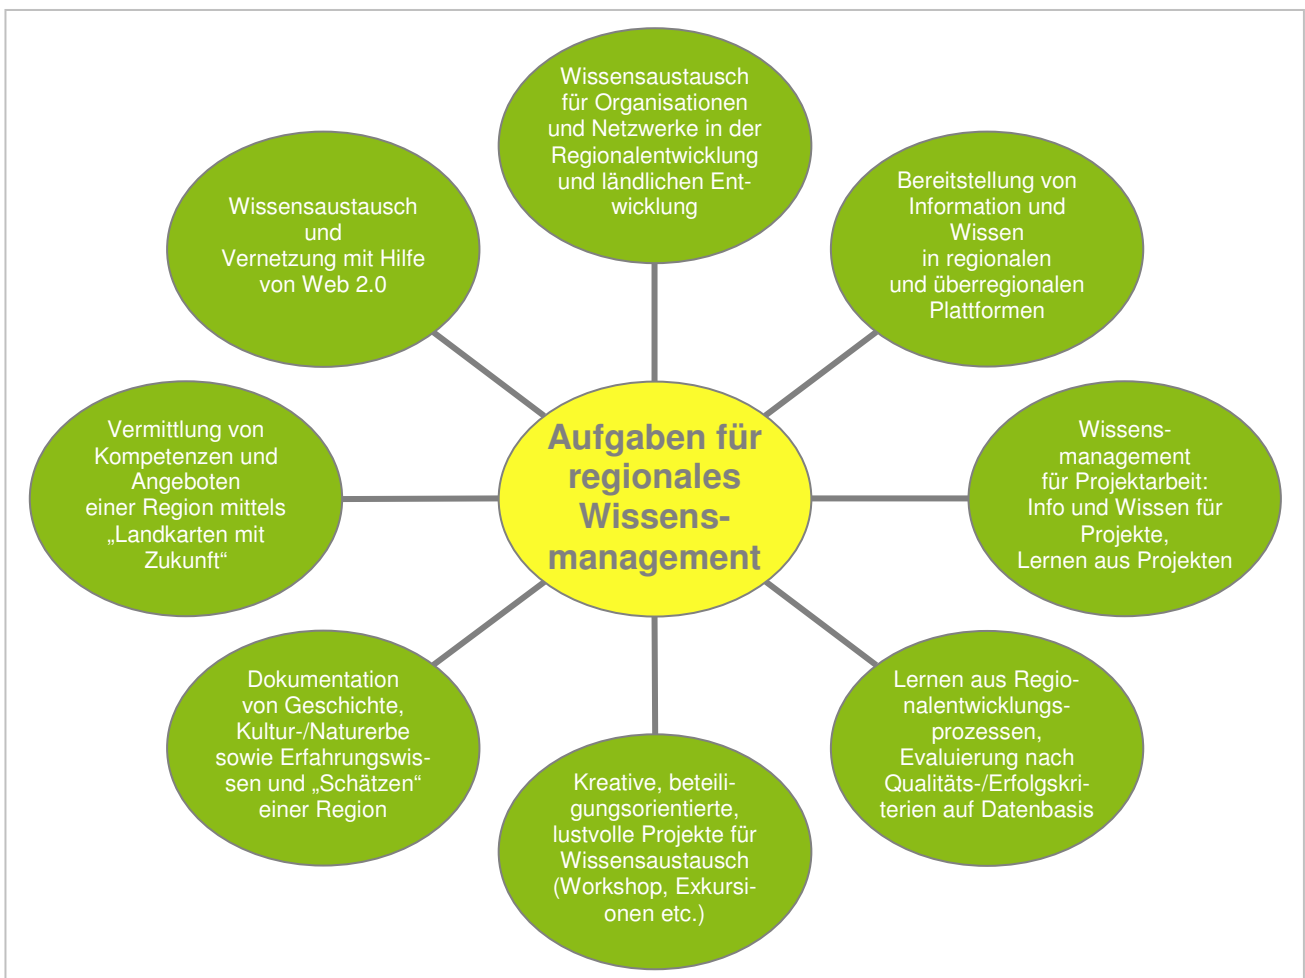 Wissensaustausch
für Organisationen
und Netzwerke in der
Regionalentwicklung
und ländlichen Ent-
wicklung
Bereitstellung von
Information und
Wissen
in regionalen
und überregionalen
Plattformen
Wissens-
management
für Projektarbeit:
Info und Wissen für
Projekte,
Lernen aus Projekten
Lernen aus Regio-
nalentwicklungs-
prozessen,
Evaluierung nach
Qualitäts-/Erfolgskri-
terien auf Datenbasis
Kreative, beteili-
gungsorientierte,
lustvolle Projekte für
Wissensaustausch
(Workshop, Exkursi-
onen etc.)
Dokumentation
von Geschichte,
Kultur-/Naturerbe
sowie Erfahrungswis-
sen und „Schätzen“
einer Region
Vermittlung von
Kompetenzen und
Angeboten
einer Region mittels
„Landkarten mit
Zukunft“
Wissensaustausch
und
Vernetzung mit Hilfe
von Web 2.0
Aufgaben für
regionales
Wissens-
management